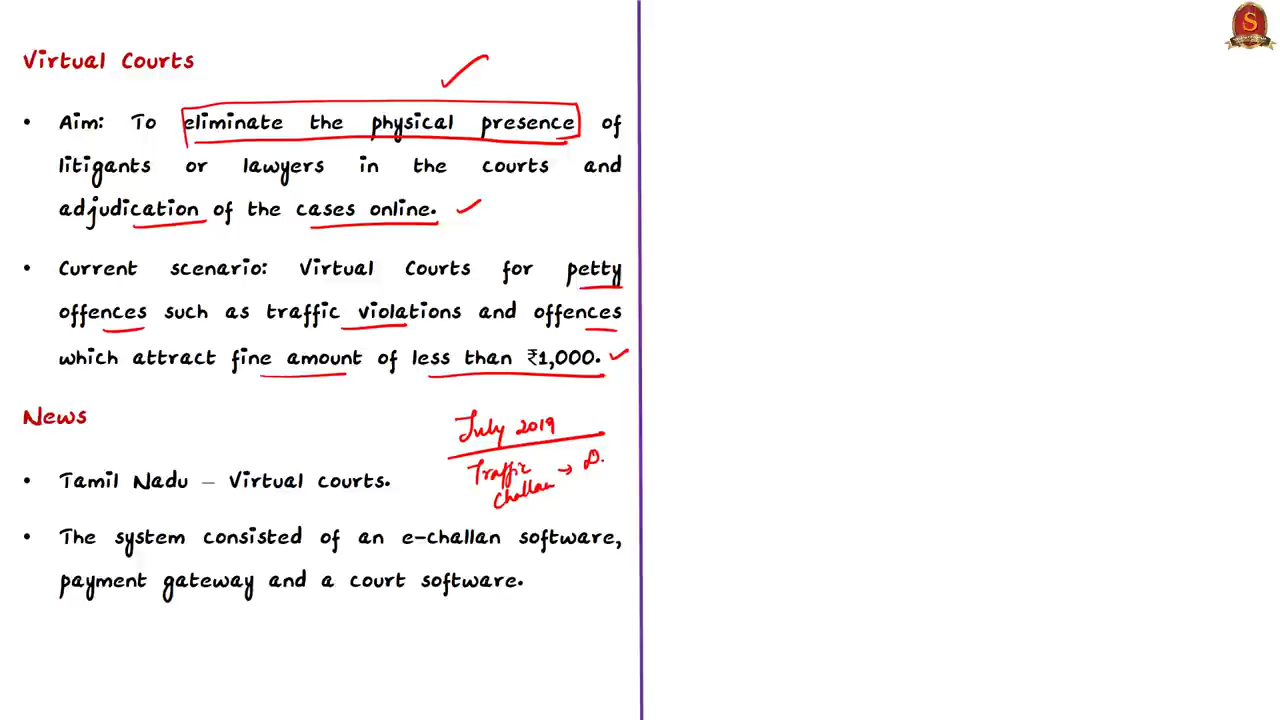 Virtual Courts
• Aim: To eliminate the physical presence of
litigants or lawyers in the courts and
adjudication of the cases online.
• Current scenario: Virtual Courts for petty
offences such as traffic violations and offences
which attract fine amount of less than ₹1,000.
News
July 2019
Traffic → D.
Challan
• Tamil Nadu – Virtual courts.
• The system consisted of an e-challan software,
payment gateway and a court software.
S